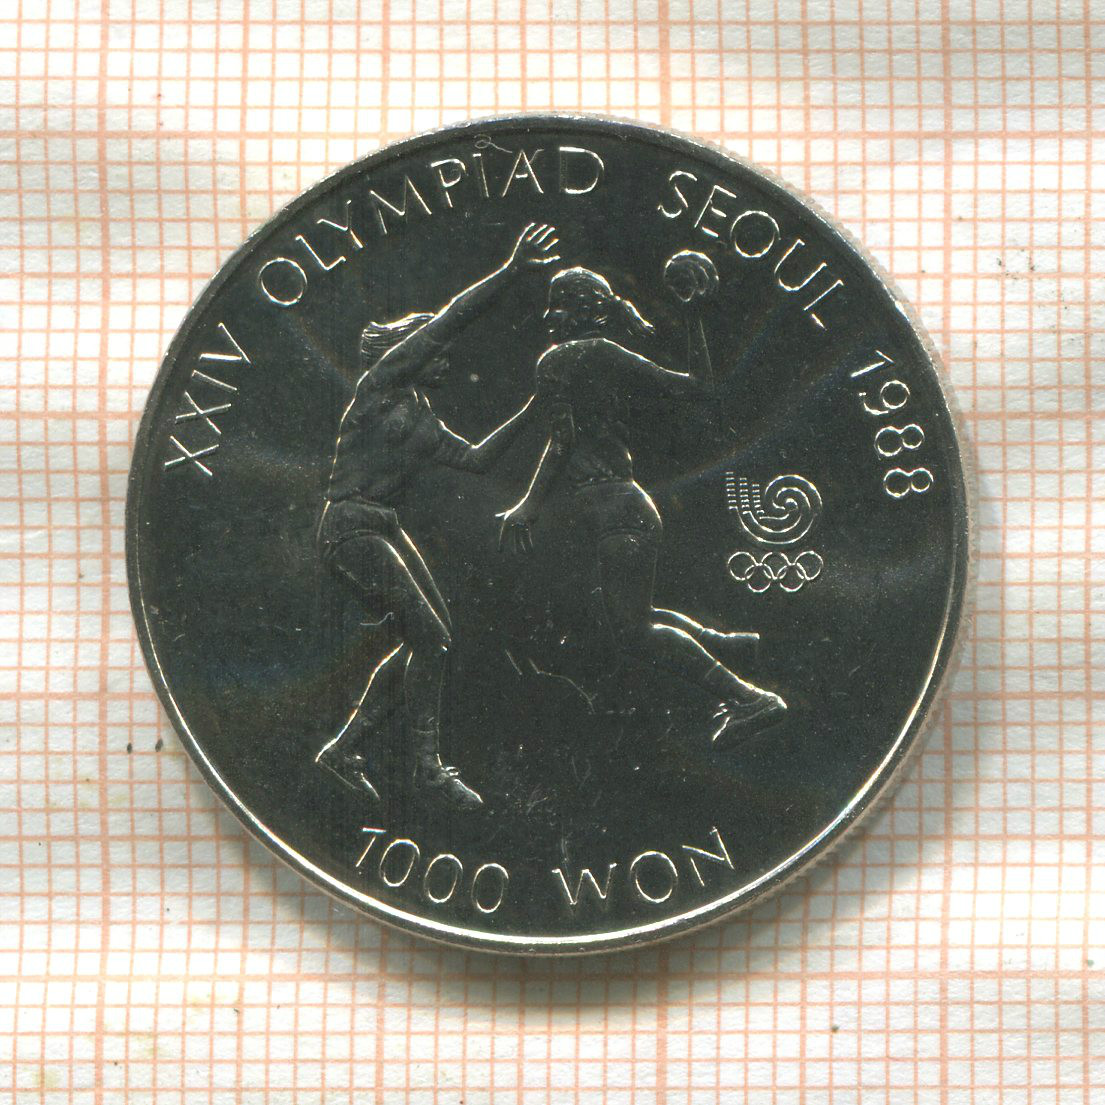 XXIV OLYMPIAD SEOUL 1988
1000 WON